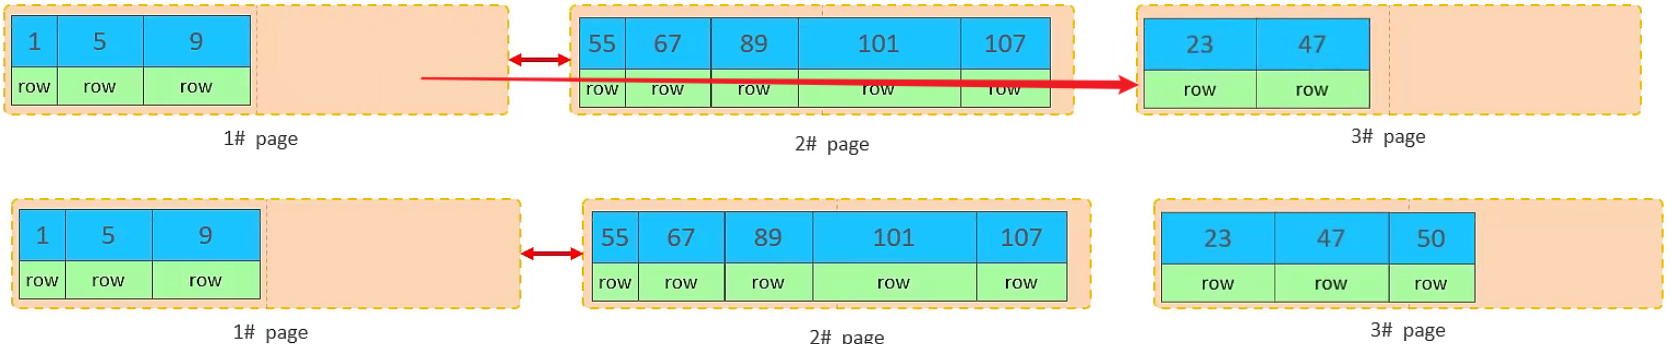 1 5 9
row row row
1# page
55 67 89 101 107
row row row row row
2# page
23 47
row row
3# page
1 5 9
row row row
1# page
55 67 89 101 107
row row row row row
2# page
23 47 50
row row row
3# page